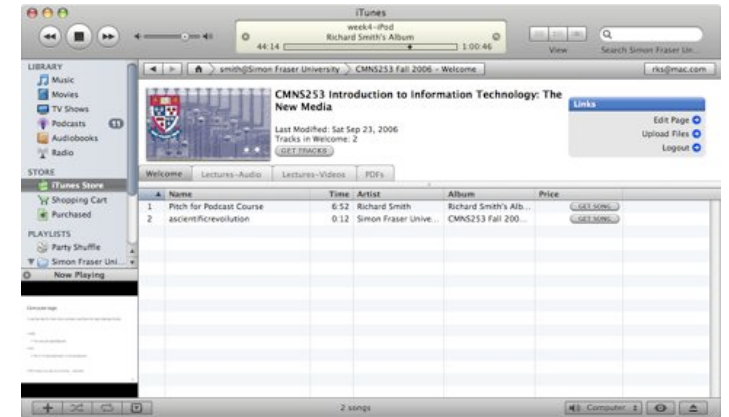 iTunes
week4-iPod
Richard Smith's Album
44:14
1:00:46
View
Search Simon Fraser Un...
LIBRARY
Music
Movies
TV Shows
Podcasts
Audiobooks
Radio
STORE
iTunes Store
Shopping Cart
Purchased
PLAYLISTS
Party Shuffle
Simon Fraser Uni...
Now Playing
smith@Simon Fraser University
CMNS253 Fall 2006 - Welcome
rks@mac.com
CMNS253 Introduction to Information Technology: The
New Media
Last Modified: Sat Sep 23, 2006
Tracks in Welcome: 2
GET TRACKS
Links
Edit Page
Upload Files
Logout
Welcome Lectures-Audio Lectures-Videos PDFs
Name Time Artist Album Price
1 Pitch for Podcast Course 6:52 Richard Smith Richard Smith's Alb... GET SONG
2 ascientificrevoilution 0:12 Simon Fraser Unive... CMNS253 Fall 200... GET SONG
2 songs
Computer